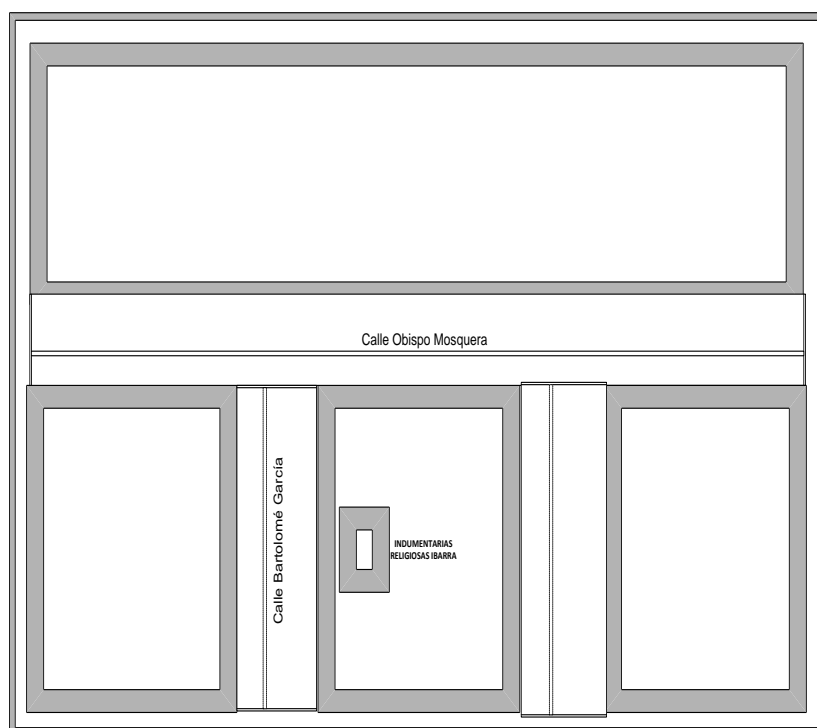 Calle Obispo Mosquera
Calle Bartolomé García
INDUMENTARIAS
RELIGIOSAS IBARRA